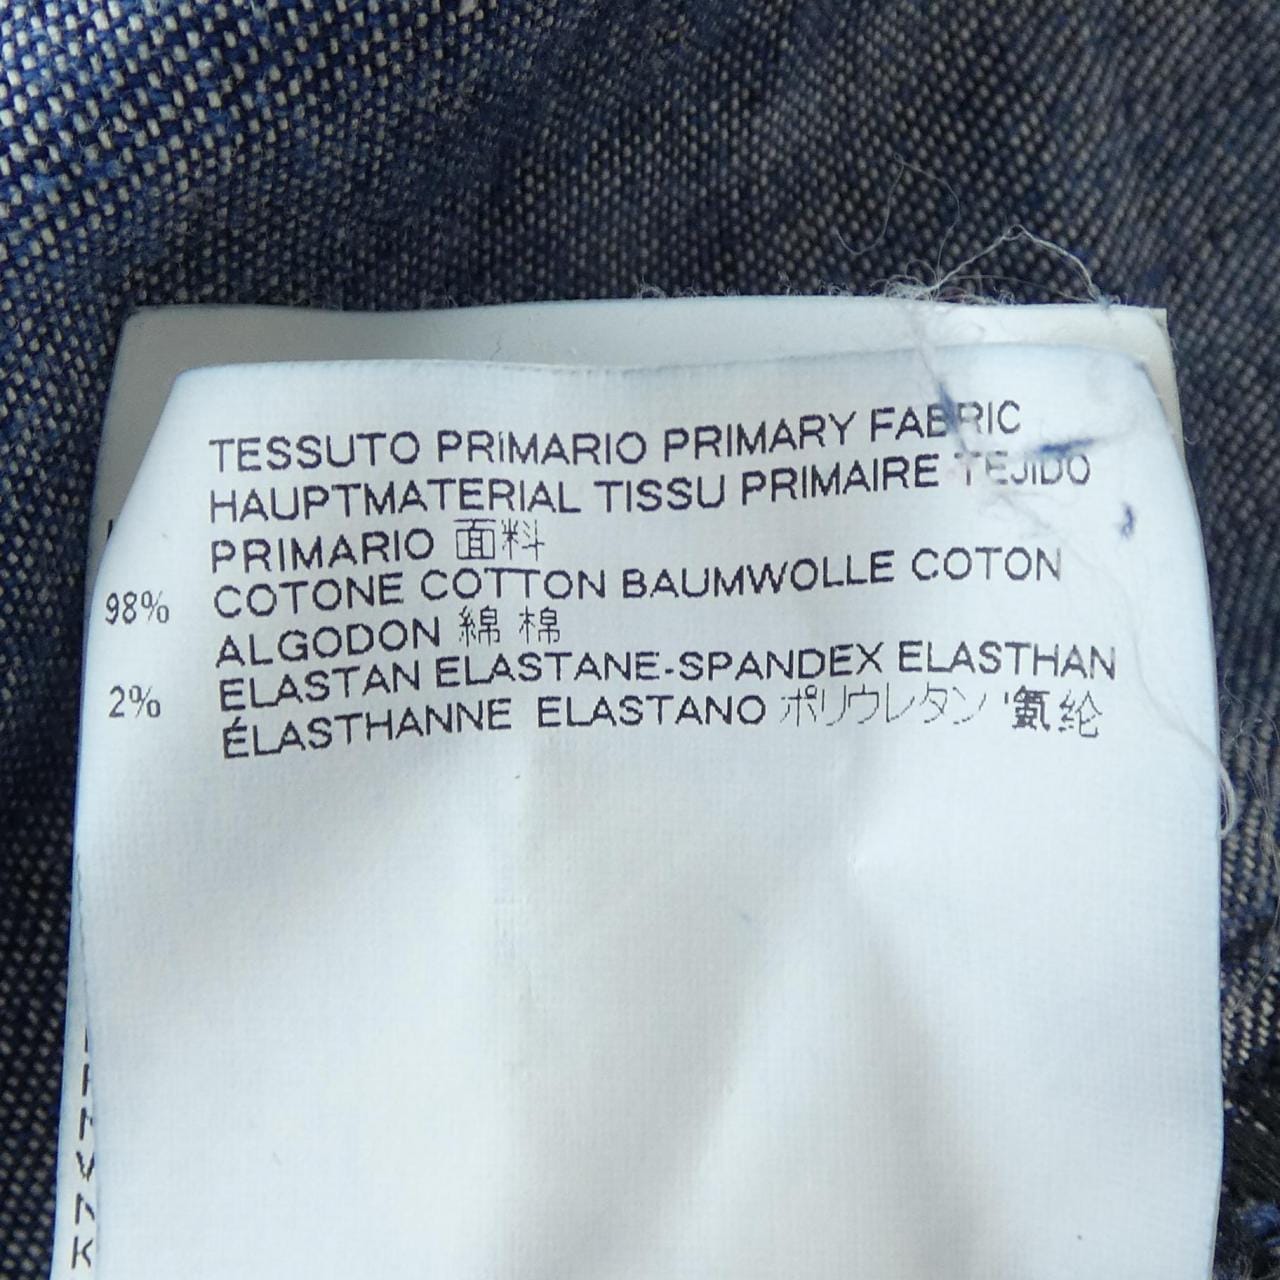 TESSUTO PRIMARIO PRIMARY FABRIC
HAUPTMATERIAL TISSU PRIMAIRE TEJIDO
PRIMARIO 面料
98% COTONE COTTON BAUMWOLLE COTON
ALGODON 綿 棉
2% ELASTAN ELASTANE-SPANDEX ELASTHAN
ÉLASTHANNE ELASTANO ポリウレタン '氨纶